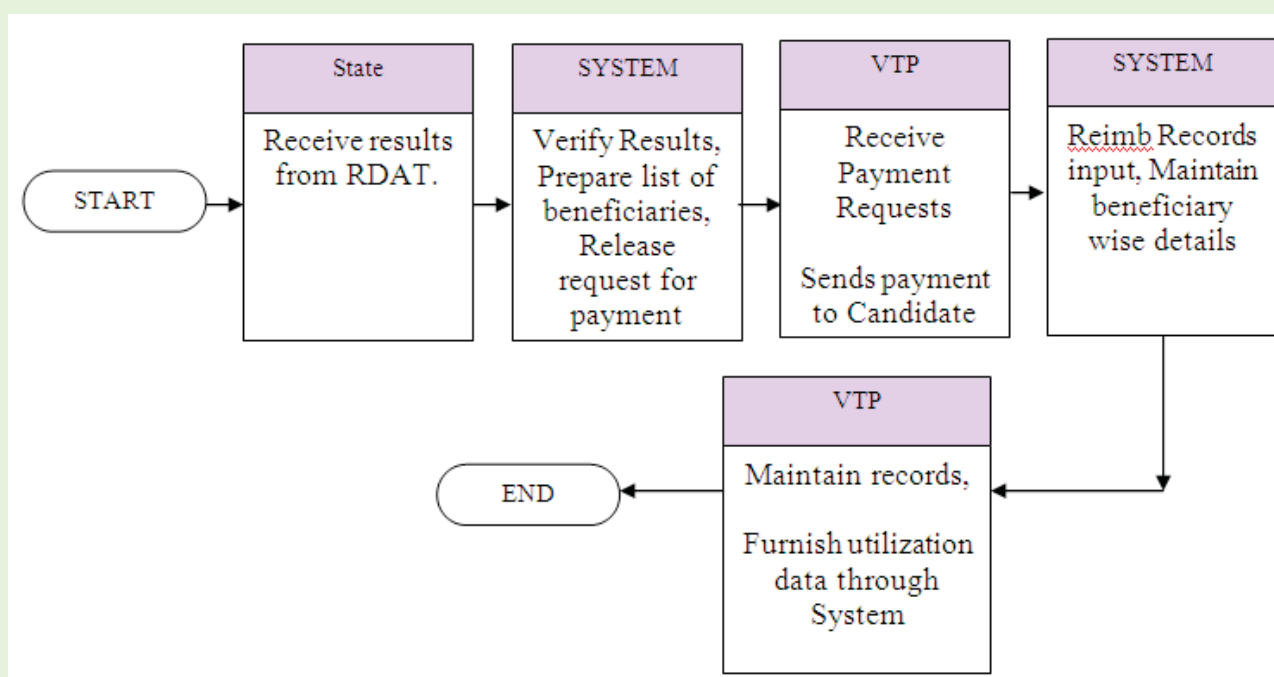 START
State
Receive results
from RDAT.
SYSTEM
Verify Results,
Prepare list of
beneficiaries,
Release
request for
payment
VTP
Receive
Payment
Requests
Sends payment
to Candidate
SYSTEM
Reimb Records
input, Maintain
beneficiary
wise details
VTP
Maintain records,
Furnish utilization
data through
System
END